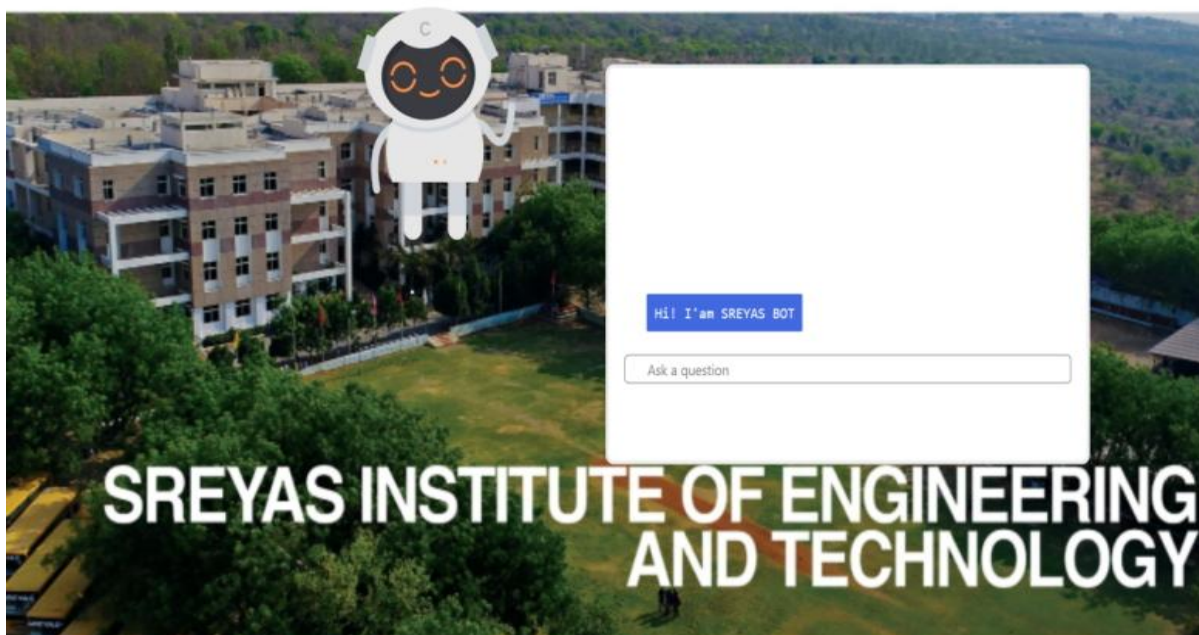 C
Hi! I'am SREYAS BOT
Ask a question
SREYAS INSTITUTE OF ENGINEERING
AND TECHNOLOGY